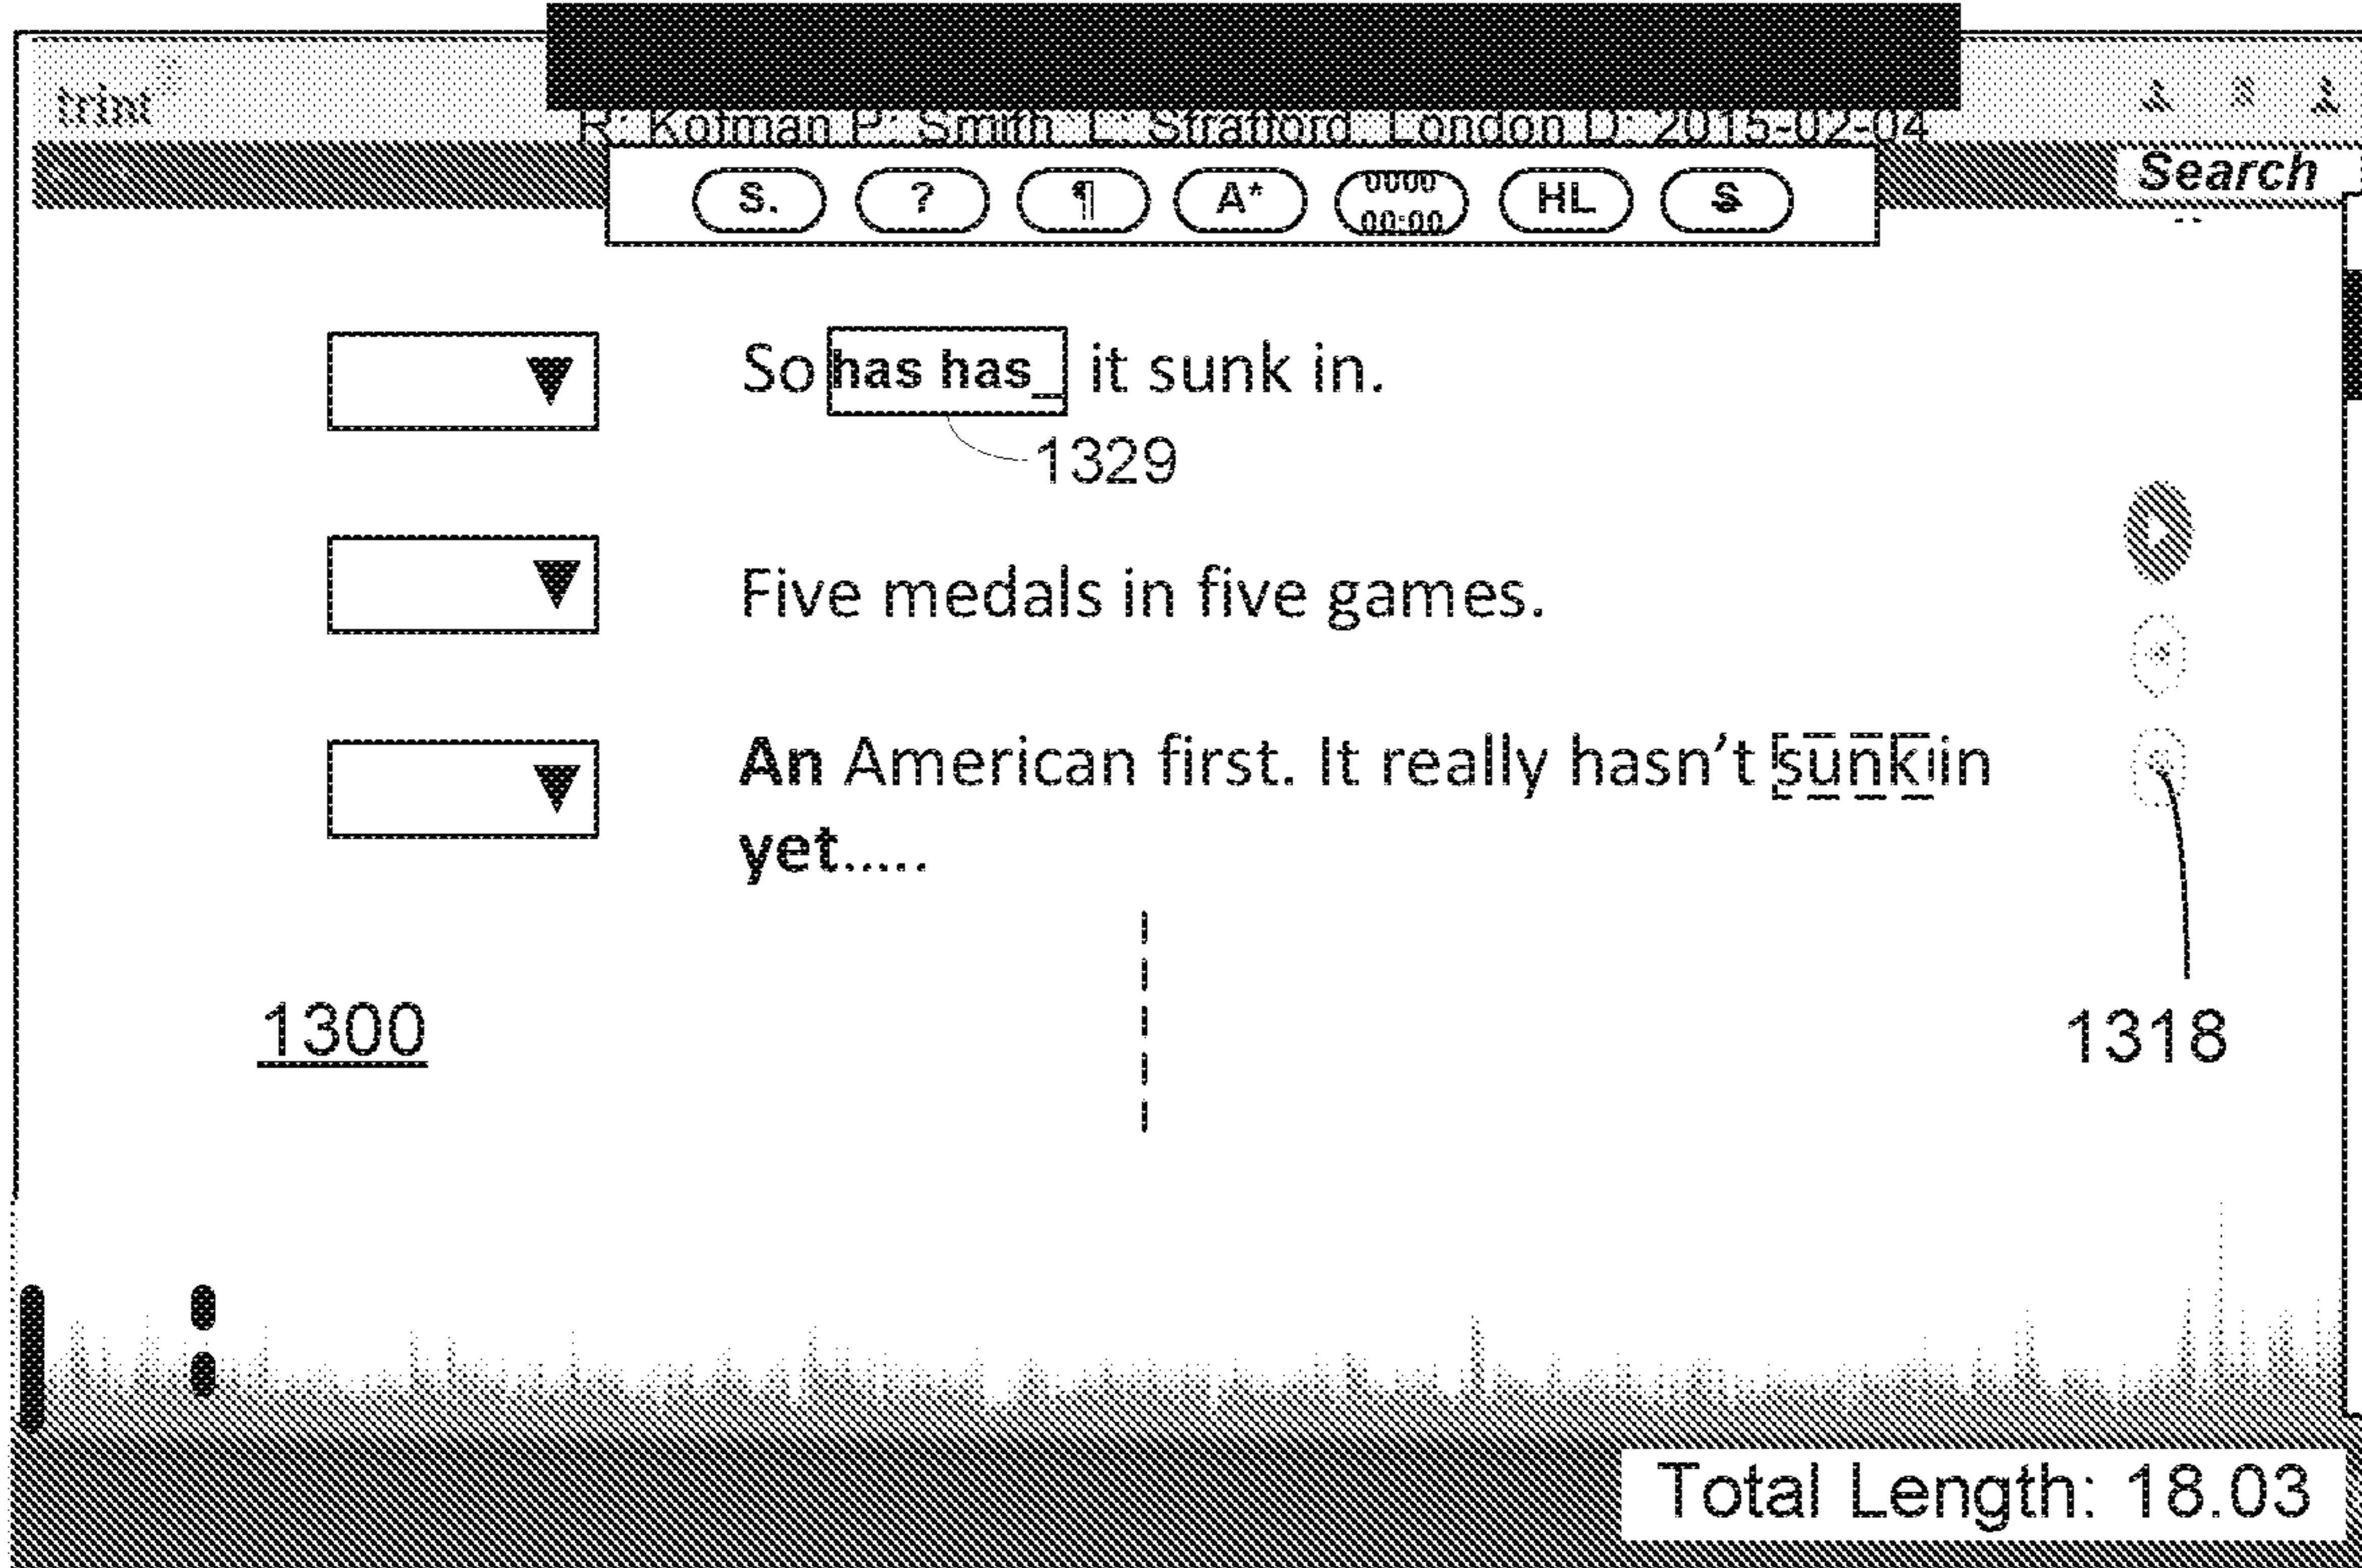 trint
R: Kofman P: Smith L: Stratford London D: 2015-02-04
Search
S. ? ¶ A* 0000 00:00 HL S
So has has_ it sunk in.
1329
Five medals in five games.
An American first. It really hasn't sunk in
yet.....
1300
1318
Total Length: 18.03